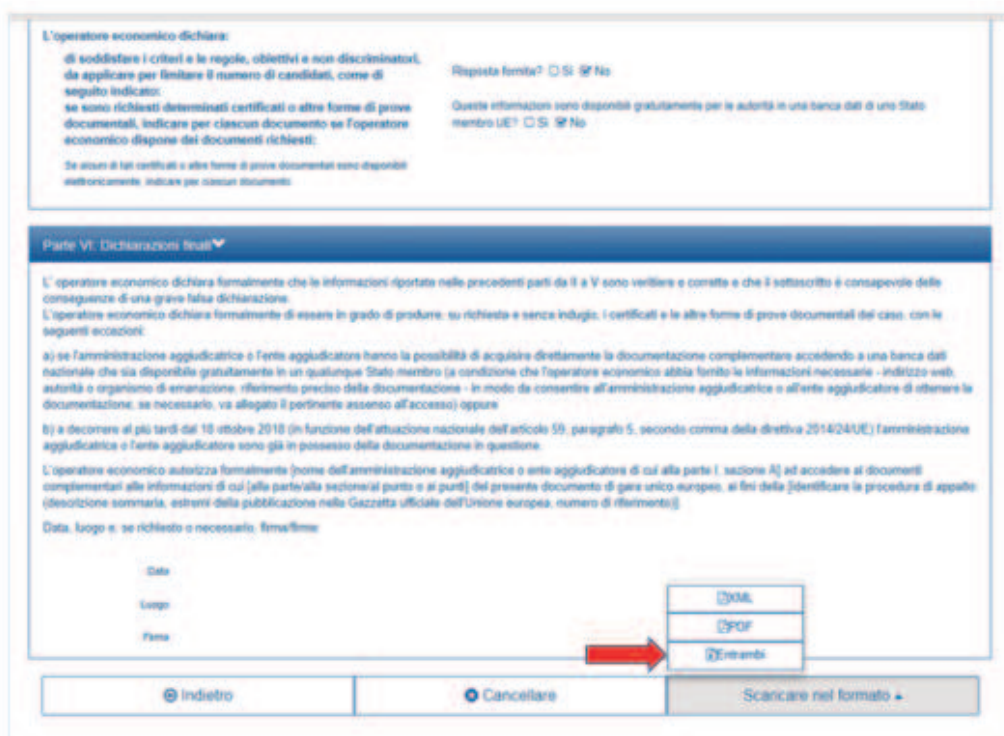 L'operatore economico dichiara:
di soddisfare i criteri e le regole, obiettivi e non discriminatori,
da applicare per limitare il numero di candidati, come di
seguito indicato:
se sono richiesti determinati certificati o altre forme di prove
documentali, indicare per ciascun documento se l'operatore
economico dispone dei documenti richiesti:
Se alcuni di tali certificati o altre forme di prove documentali sono disponibili
elettronicamente, indicare per ciascun documento
Risposta fornita? Sì No
Queste informazioni sono disponibili gratuitamente per le autorità in una banca dati di uno Stato
membro UE? Sì No
Parte VI: Dichiarazioni finali
L' operatore economico dichiara formalmente che le informazioni riportate nelle precedenti parti da II a V sono veritiere e corrette e che il sottoscritto è consapevole delle
conseguenze di una grave falsa dichiarazione.
L'operatore economico dichiara formalmente di essere in grado di produrre, su richiesta e senza indugio, i certificati e le altre forme di prove documentali del caso, con le
seguenti eccezioni:
a) se l'amministrazione aggiudicatrice o l'ente aggiudicatore hanno la possibilità di acquisire direttamente la documentazione complementare accedendo a una banca dati
nazionale che sia disponibile gratuitamente in un qualunque Stato membro (a condizione che l'operatore economico abbia fornito le informazioni necessarie - indirizzo web,
autorità o organismo di emanazione, riferimento preciso della documentazione - in modo da consentire all'amministrazione aggiudicatrice o all'ente aggiudicatore di ottenere la
documentazione; se necessario, va allegato il pertinente assenso all'accesso) oppure
b) a decorrere al più tardi dal 18 ottobre 2018 (in funzione dell'attuazione nazionale dell'articolo 59, paragrafo 5, secondo comma della direttiva 2014/24/UE) l'amministrazione
aggiudicatrice o l'ente aggiudicatore sono già in possesso della documentazione in questione.
L'operatore economico autorizza formalmente [nome dell'amministrazione aggiudicatrice o ente aggiudicatore di cui alla parte I, sezione A] ad accedere ai documenti
complementari alle informazioni di cui [alla parte/alla sezione/al punto o ai punti] del presente documento di gare unico europeo, ai fini della [identificare la procedura di appalto
(descrizione sommaria, estremi della pubblicazione nella Gazzetta ufficiale dell'Unione europea, numero di riferimento)]
Data, luogo e, se richiesto o necessario, firma/firme
Data
Luogo
Firma
XML
PDF
Entrambi
Indietro
Cancellare
Scaricare nel formato